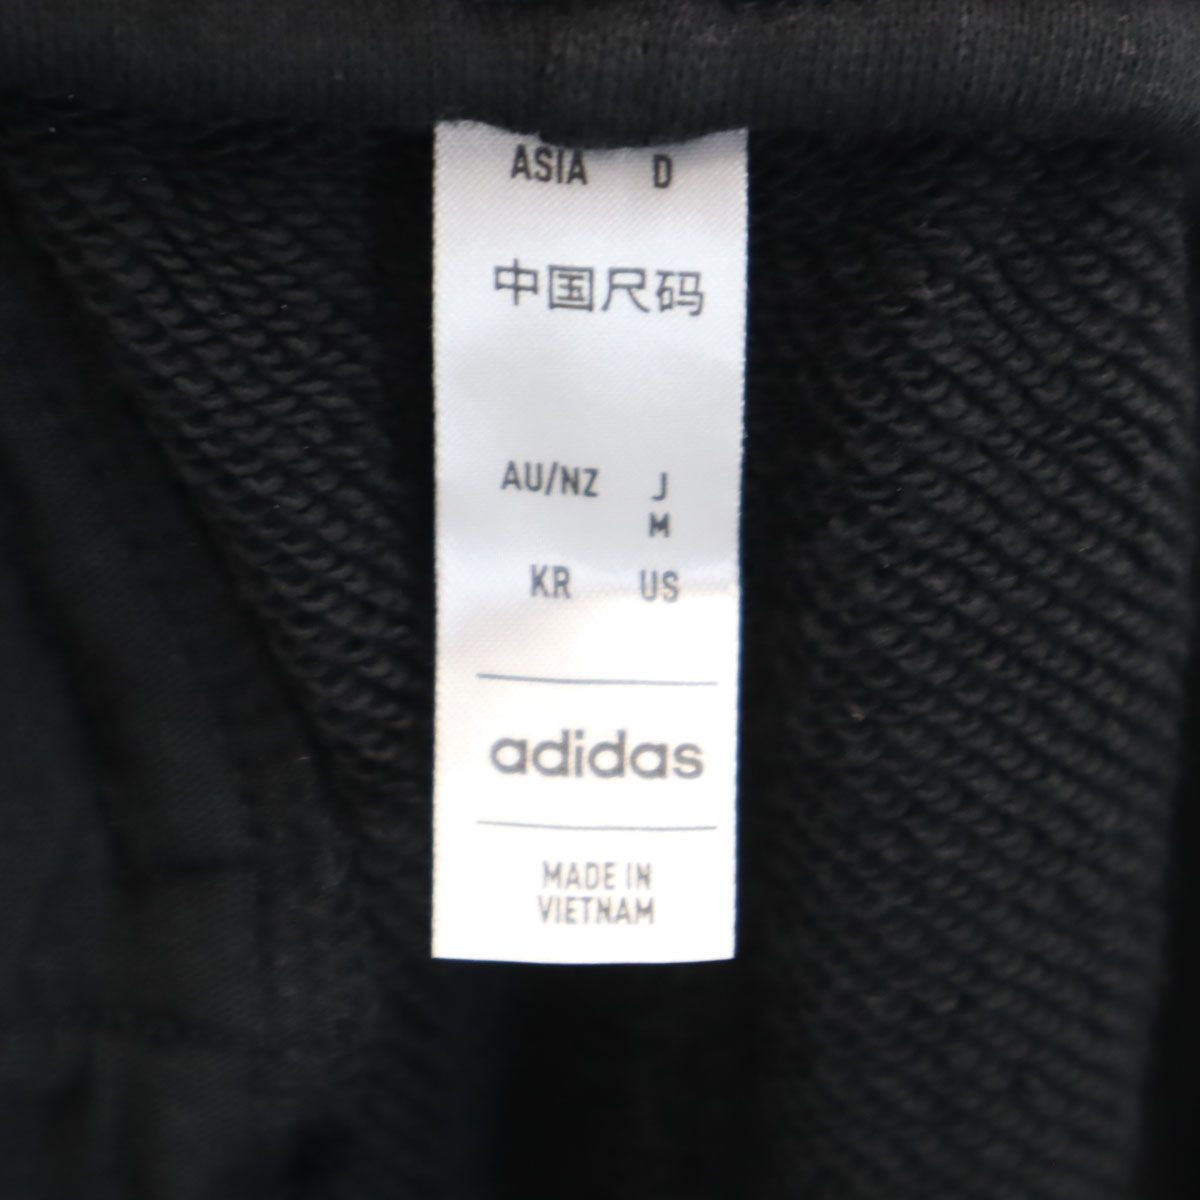 ASIA D
中国尺码
AU/NZ J
M
KR US
adidas
MADE IN
VIETNAM